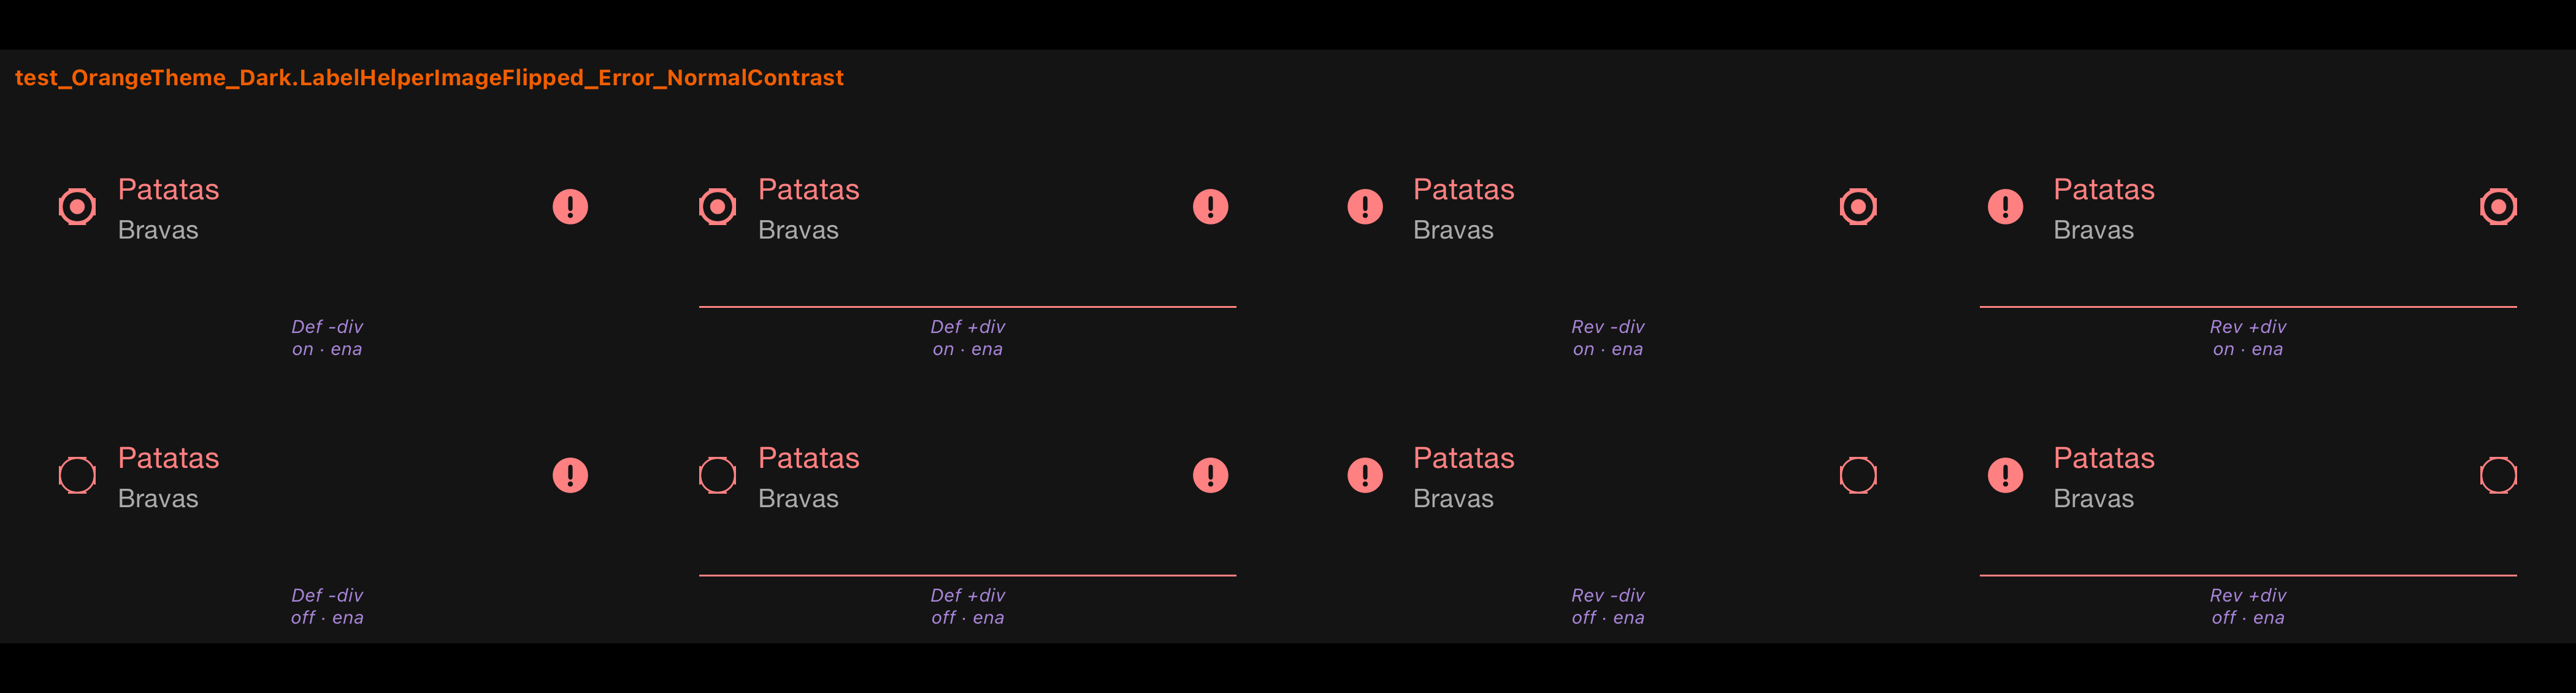 test_OrangeTheme_Dark.LabelHelperImageFlipped_Error_NormalContrast
Patatas
Bravas
Def -div
on · ena
Patatas
Bravas
Def +div
on · ena
Patatas
Bravas
Rev -div
on · ena
Patatas
Bravas
Rev +div
on · ena
Patatas
Bravas
Def -div
off · ena
Patatas
Bravas
Def +div
off · ena
Patatas
Bravas
Rev -div
off · ena
Patatas
Bravas
Rev +div
off · ena